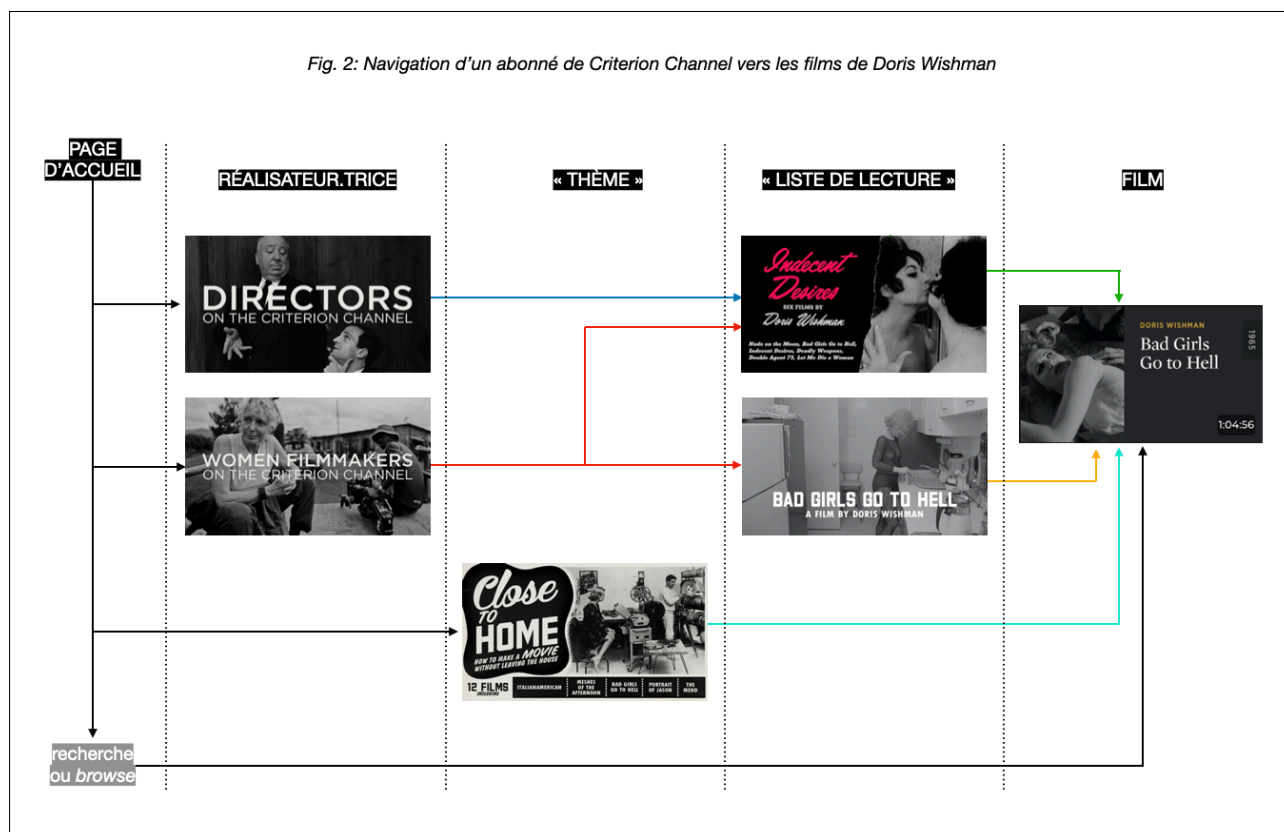 Fig. 2: Navigation d’un abonné de Criterion Channel vers les films de Doris Wishman
PAGE
D’ACCUEIL
RÉALISATEUR.TRICE
« THÈME »
« LISTE DE LECTURE »
FILM
DIRECTORS
ON THE CRITERION CHANNEL
Indecent
Desires
SIX FILMS BY
Doris Wishman
Nude on the Moon, Bad Girls Go to Hell,
Indecent Desires, Deadly Weapons,
Double Agent 73, Let Me Die a Woman
DORIS WISHMAN
Bad Girls
Go to Hell
1965
1:04:56
WOMEN FILMMAKERS
ON THE CRITERION CHANNEL
BAD GIRLS GO TO HELL
A FILM BY DORIS WISHMAN
Close
TO
HOME
HOW TO MAKE A MOVIE
WITHOUT LEAVING THE HOUSE
12 FILMS
INCLUDING
ITALIANAMERICAN
MESHES
OF THE
AFTERNOON
BAD GIRLS
GO TO HELL
PORTRAIT
OF JASON
THE
MEND
recherche
ou browse